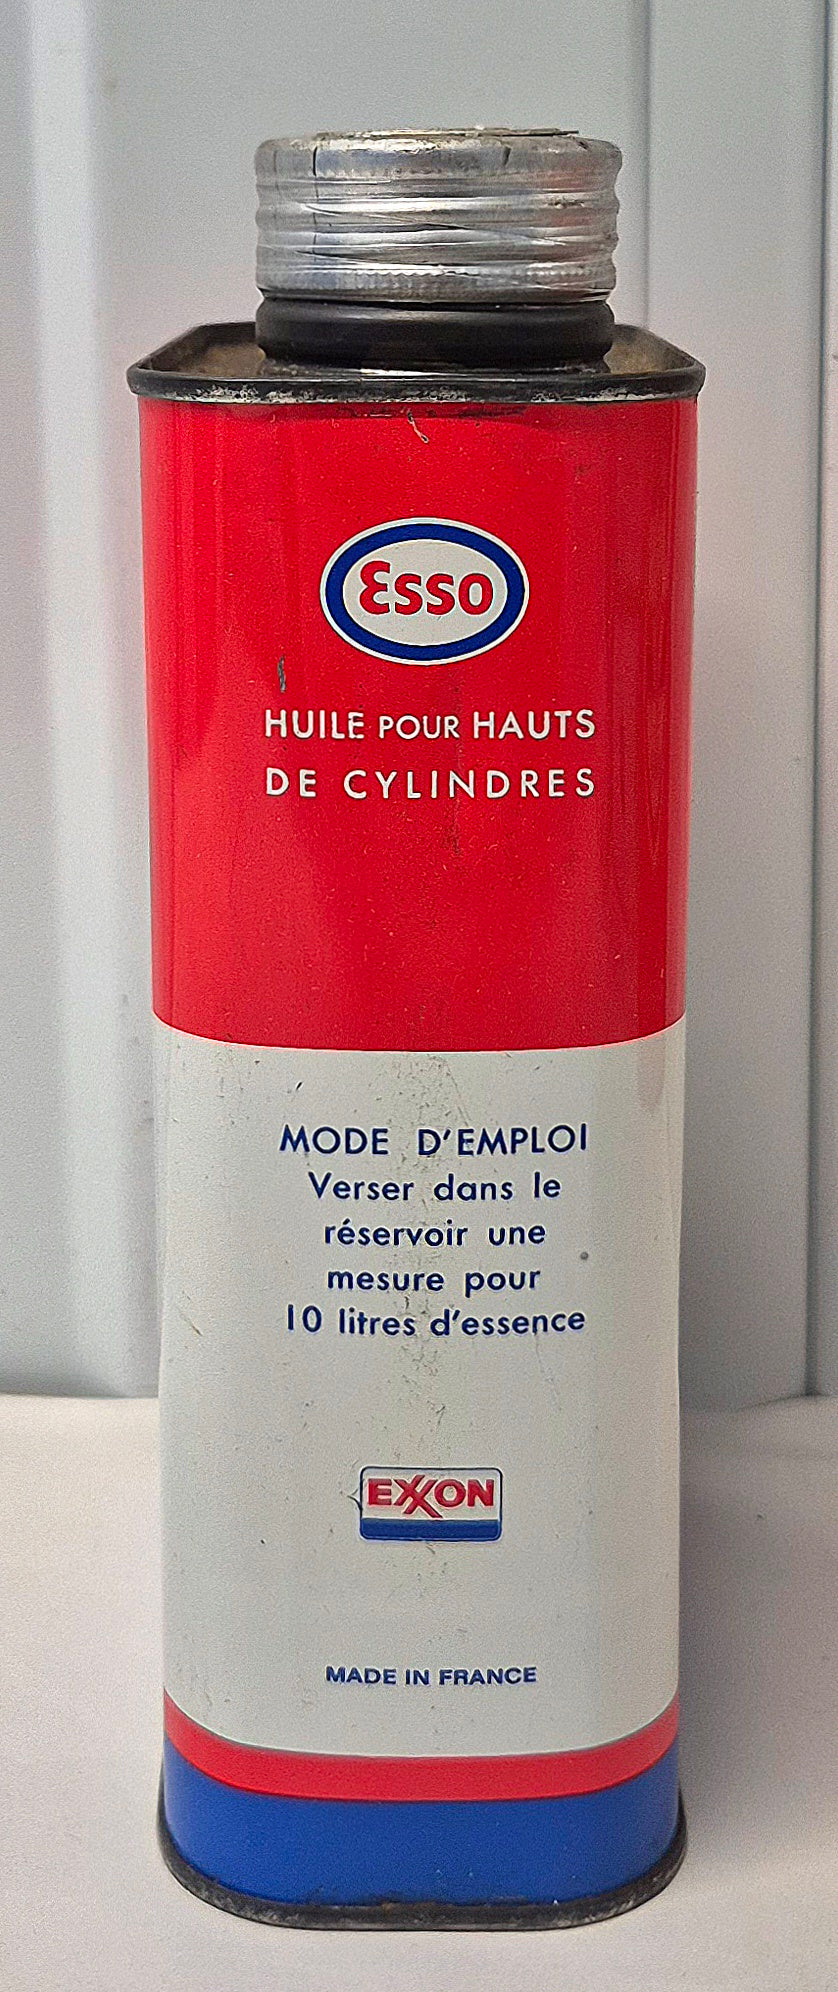 Esso
HUILE POUR HAUTS
DE CYLINDRES
MODE D'EMPLOI
Verser dans le
réservoir une
mesure pour
10 litres d'essence
EXXON
MADE IN FRANCE